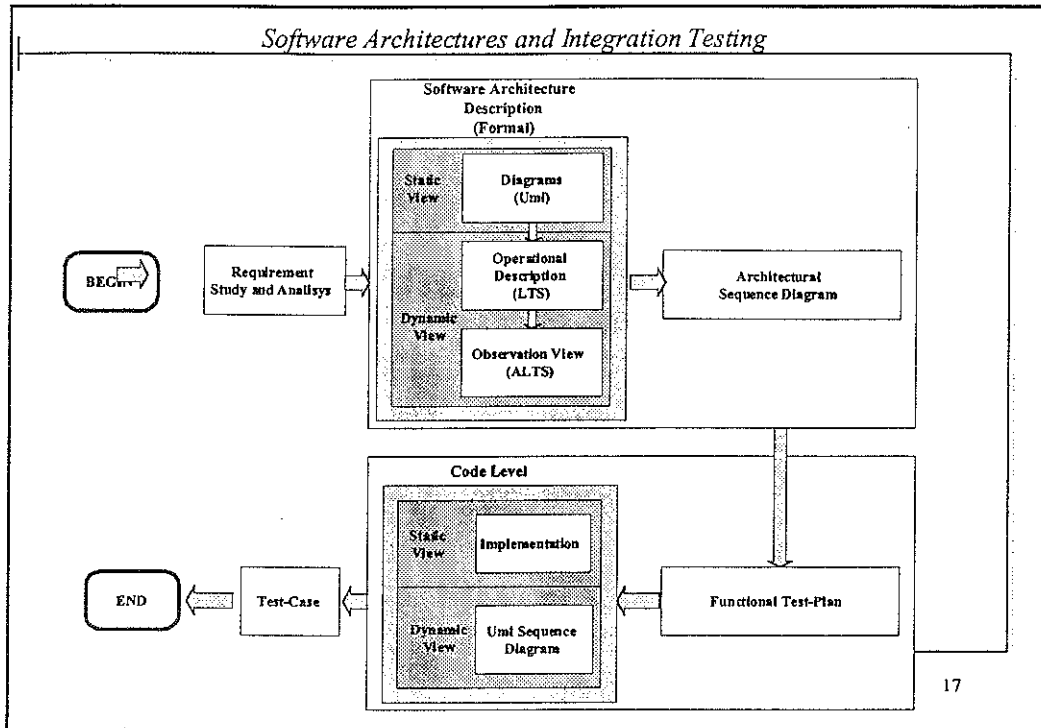 Software Architectures and Integration Testing
Software Architecture
Description
(Formal)
Static
View
Diagrams
(Uml)
BEGIN
Requirement
Study and Analisys
Operational
Description
(LTS)
Architectural
Sequence Diagram
Dynamic
View
Observation View
(ALTS)
Code Level
Static
View
Implementation
END
Test-Case
Functional Test-Plan
Dynamic
View
Uml Sequence
Diagram
17